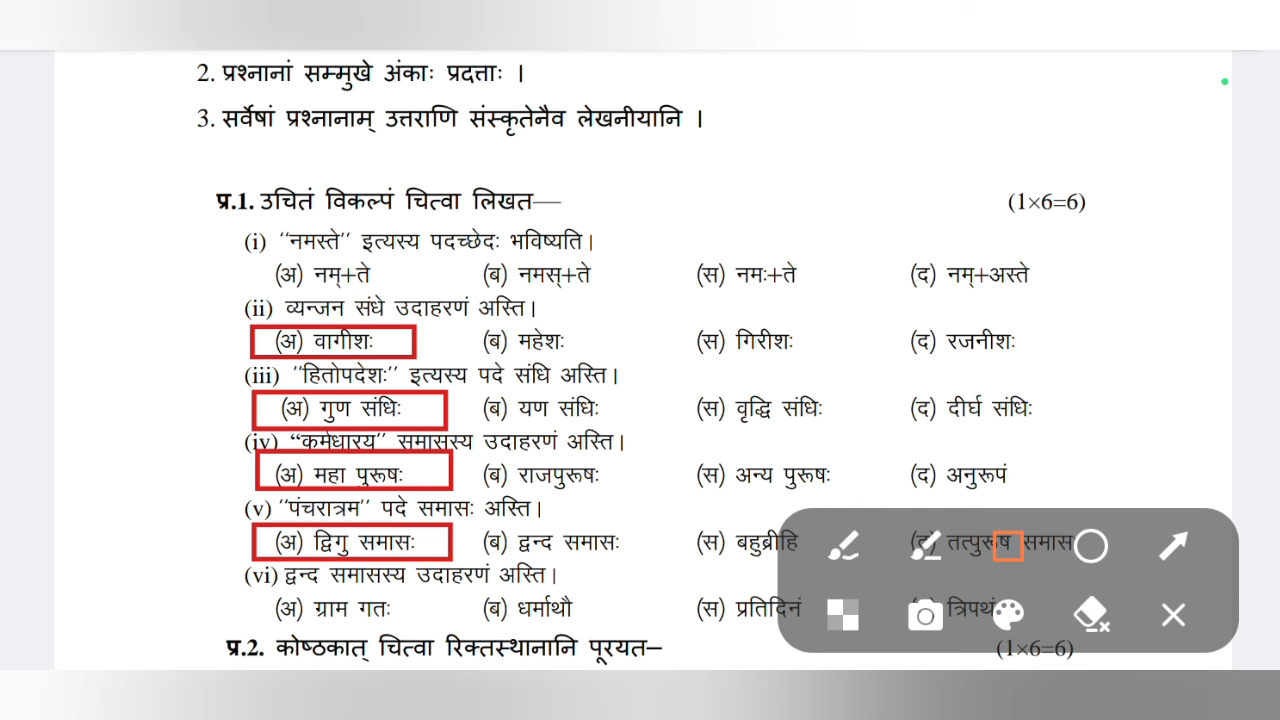 2. प्रश्नानां सम्मुखे अंकाः प्रदत्ताः ।
3. सर्वेषां प्रश्नानाम् उत्तराणि संस्कृतेनैव लेखनीयानि ।
प्र.1. उचितं विकल्पं चित्वा लिखत— (1×6=6)
(i) “नमस्ते” इत्यस्य पदच्छेदः भविष्यति।
(अ) नम्+ते (ब) नमस्+ते (स) नमः+ते (द) नम्+अस्ते
(ii) व्यन्जन संधे उदाहरणं अस्ति।
(अ) वागीशः (ब) महेशः (स) गिरीशः (द) रजनीशः
(iii) “हितोपदेशः” इत्यस्य पदे संधि अस्ति।
(अ) गुण संधिः (ब) यण संधिः (स) वृद्धि संधिः (द) दीर्घ संधिः
(iv) “कर्मधारय” समासस्य उदाहरणं अस्ति।
(अ) महा पुरूषः (ब) राजपुरूषः (स) अन्य पुरूषः (द) अनुरूपं
(v) “पंचरात्रम” पदे समासः अस्ति।
(अ) द्विगु समासः (ब) द्वन्द समासः (स) बहुब्रीहि (द) तत्पुरूष समास
(vi) द्वन्द समासस्य उदाहरणं अस्ति।
(अ) ग्राम गतः (ब) धर्माथौ (स) प्रतिदिनं त्रिपथं
प्र.2. कोष्ठकात् चित्वा रिक्तस्थानानि पूरयत– (1×6=6)